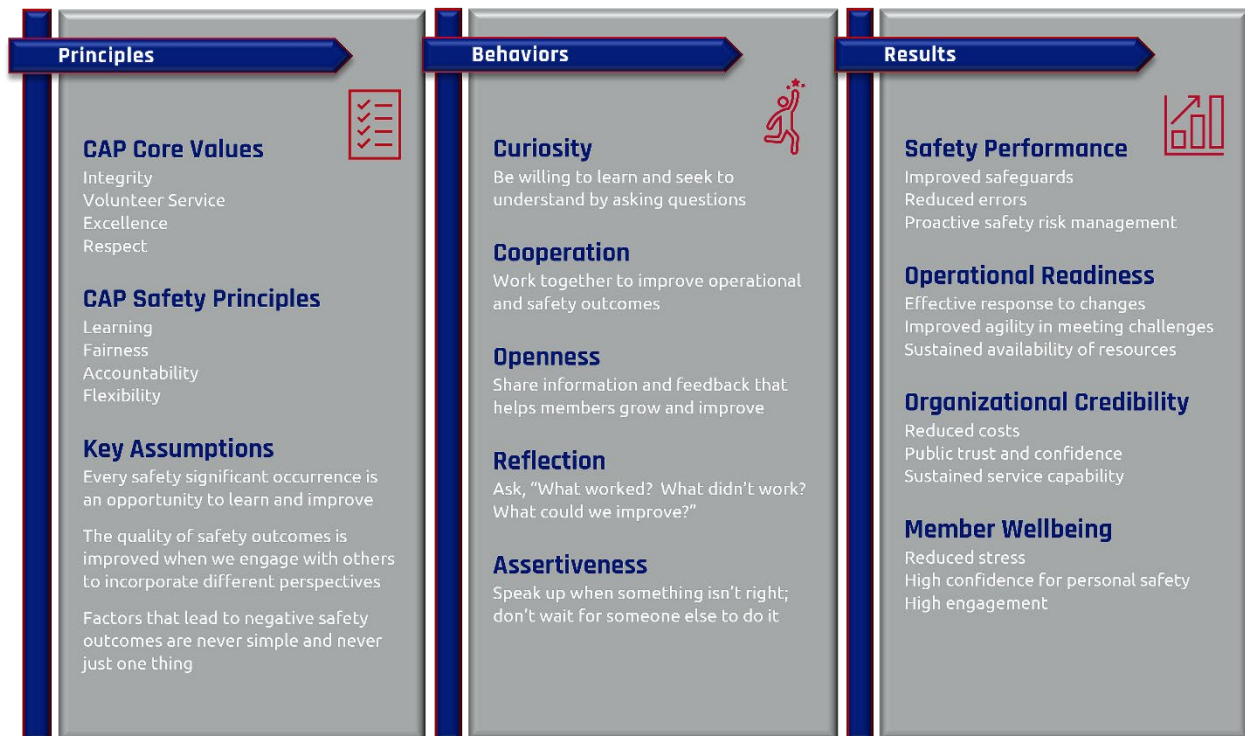 Principles
CAP Core Values
Integrity
Volunteer Service
Excellence
Respect
CAP Safety Principles
Learning
Fairness
Accountability
Flexibility
Key Assumptions
Every safety significant occurrence is
an opportunity to learn and improve
The quality of safety outcomes is
improved when we engage with others
to incorporate different perspectives
Factors that lead to negative safety
outcomes are never simple and never
just one thing
Behaviors
Curiosity
Be willing to learn and seek to
understand by asking questions
Cooperation
Work together to improve operational
and safety outcomes
Openness
Share information and feedback that
helps members grow and improve
Reflection
Ask, “What worked?  What didn’t work?
What could we improve?”
Assertiveness
Speak up when something isn’t right;
don’t wait for someone else to do it
Results
Safety Performance
Improved safeguards
Reduced errors
Proactive safety risk management
Operational Readiness
Effective response to changes
Improved agility in meeting challenges
Sustained availability of resources
Organizational Credibility
Reduced costs
Public trust and confidence
Sustained service capability
Member Wellbeing
Reduced stress
High confidence for personal safety
High engagement